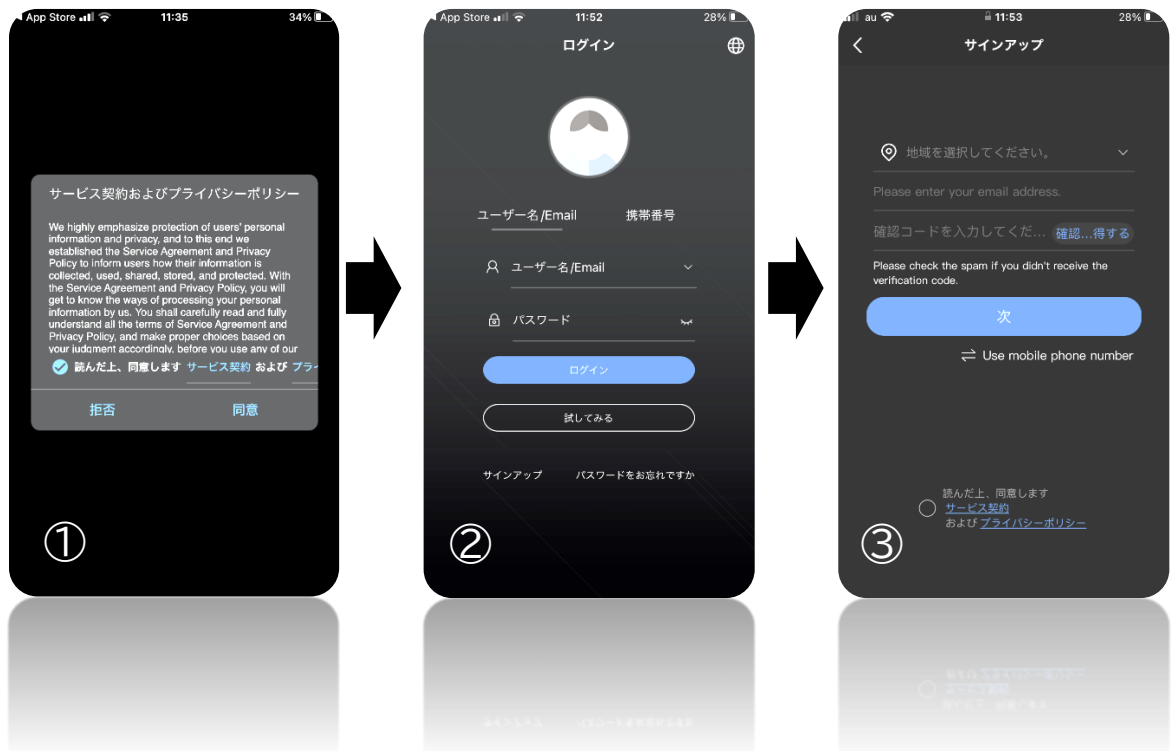 App Store 11:35 34%
サービス契約およびプライバシーポリシー
We highly emphasize protection of users' personal
information and privacy, and to this end we
established the Service Agreement and Privacy
Policy to inform users how their information is
collected, used, shared, stored, and protected. With
the Service Agreement and Privacy Policy, you will
get to know the ways of processing your personal
information by us. You shall carefully read and fully
understand all the terms of Service Agreement and
Privacy Policy, and make proper choices based on
your judgment accordingly, before you use any of our
読んだ上、同意します サービス契約 および プライ
拒否 同意
①
App Store 11:52 28%
ログイン
ユーザー名/Email 携帯番号
ユーザー名/Email
パスワード
ログイン
試してみる
サインアップ パスワードをお忘れですか
②
au 11:53 28%
サインアップ
地域を選択してください。
Please enter your email address.
確認コードを入力してくだ... 確認...得する
Please check the spam if you didn't receive the
verification code.
次
Use mobile phone number
読んだ上、同意します
サービス契約
および プライバシーポリシー
③